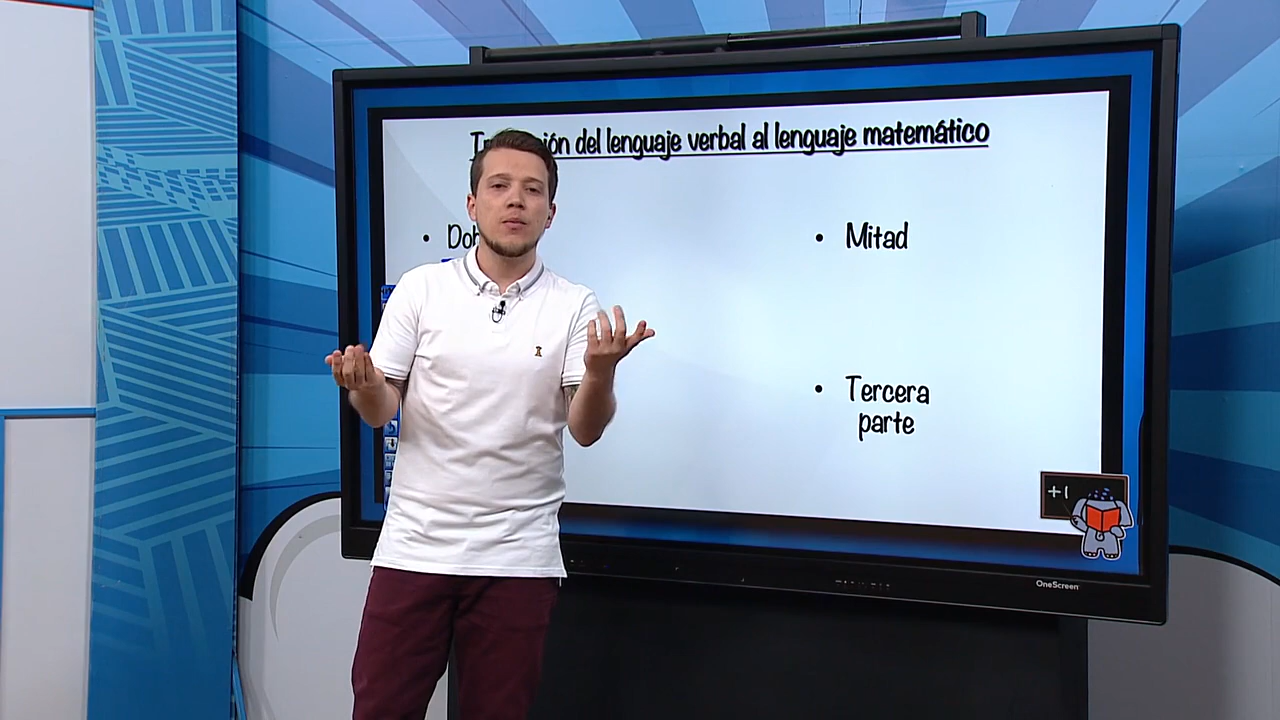 del lenguaje verbal al lenguaje matemático
• Mitad
• Tercera
parte
+1
OneScreen